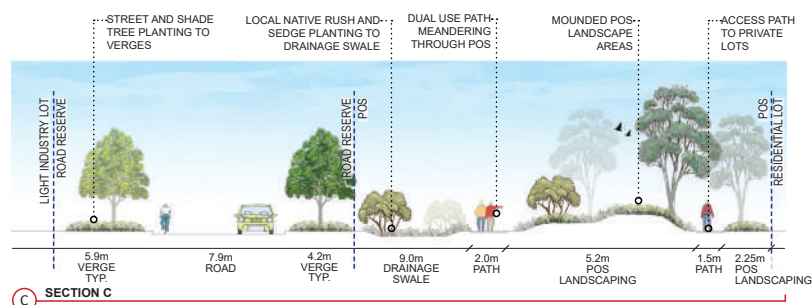 STREET AND SHADE
TREE PLANTING TO
VERGES
LOCAL NATIVE RUSH AND
SEDGE PLANTING TO
DRAINAGE SWALE
DUAL USE PATH
MEANDERING
THROUGH POS
MOUNDED POS
LANDSCAPE
AREAS
ACCESS PATH
TO PRIVATE
LOTS
LIGHT INDUSTRY LOT
ROAD RESERVE
ROAD RESERVE
POS
POS
RESIDENTIAL LOT
5.9m
VERGE
TYP.
7.9m
ROAD
4.2m
VERGE
TYP.
9.0m
DRAINAGE
SWALE
2.0m
PATH
5.2m
POS
LANDSCAPING
1.5m
PATH
2.25m
POS
LANDSCAPING
C
SECTION C